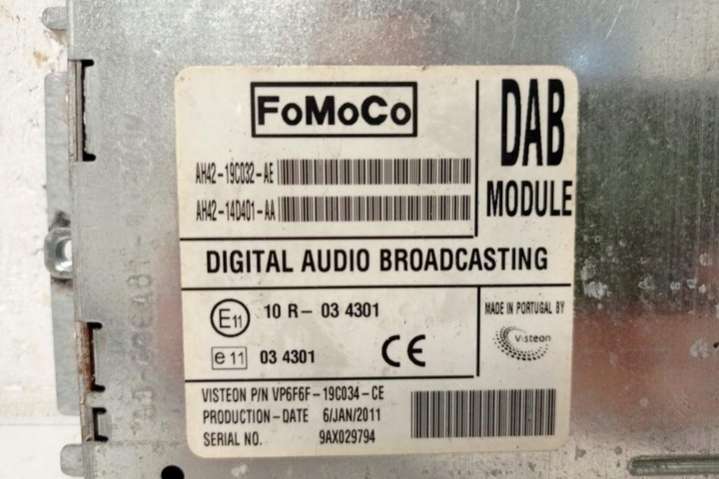 FoMoCo
DAB
MODULE
AH42-19C032-AE
AH42-14D401-AA
DIGITAL AUDIO BROADCASTING
E11 10 R- 03 4301
e 11 03 4301 CE
MADE IN PORTUGAL BY
Visteon
VISTEON P/N VP6F6F-19C034-CE
PRODUCTION-DATE 6/JAN/2011
SERIAL NO. 9AX029794